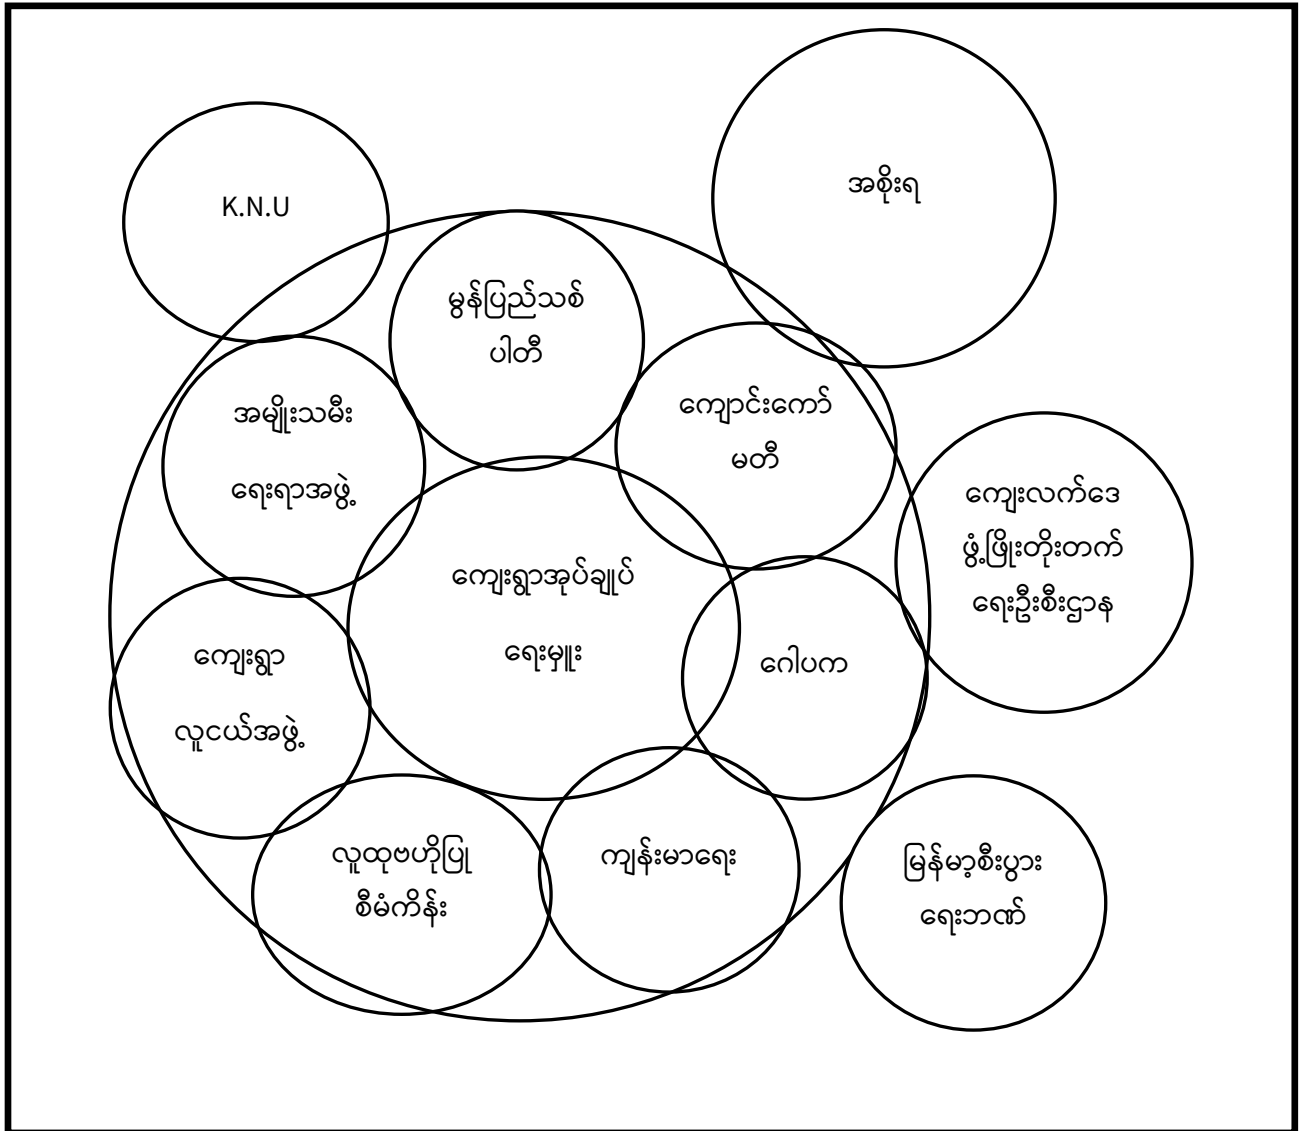 K.N.U
အစိုးရ
မွန်ပြည်သစ်
ပါတီ
ကျောင်းကော်
မတီ
အမျိုးသမီး
ရေးရာအဖွဲ့
ကျေးလက်ဒေ
ဖွံ့ဖြိုးတိုးတက်
ရေးဦးစီးဌာန
ကျေးရွာအုပ်ချုပ်
ရေးမှူး
ဂေါပက
ကျေးရွာ
လူငယ်အဖွဲ့
လူထုဗဟိုပြု
စီမံကိန်း
ကျန်းမာရေး
မြန်မာ့စီးပွား
ရေးဘဏ်